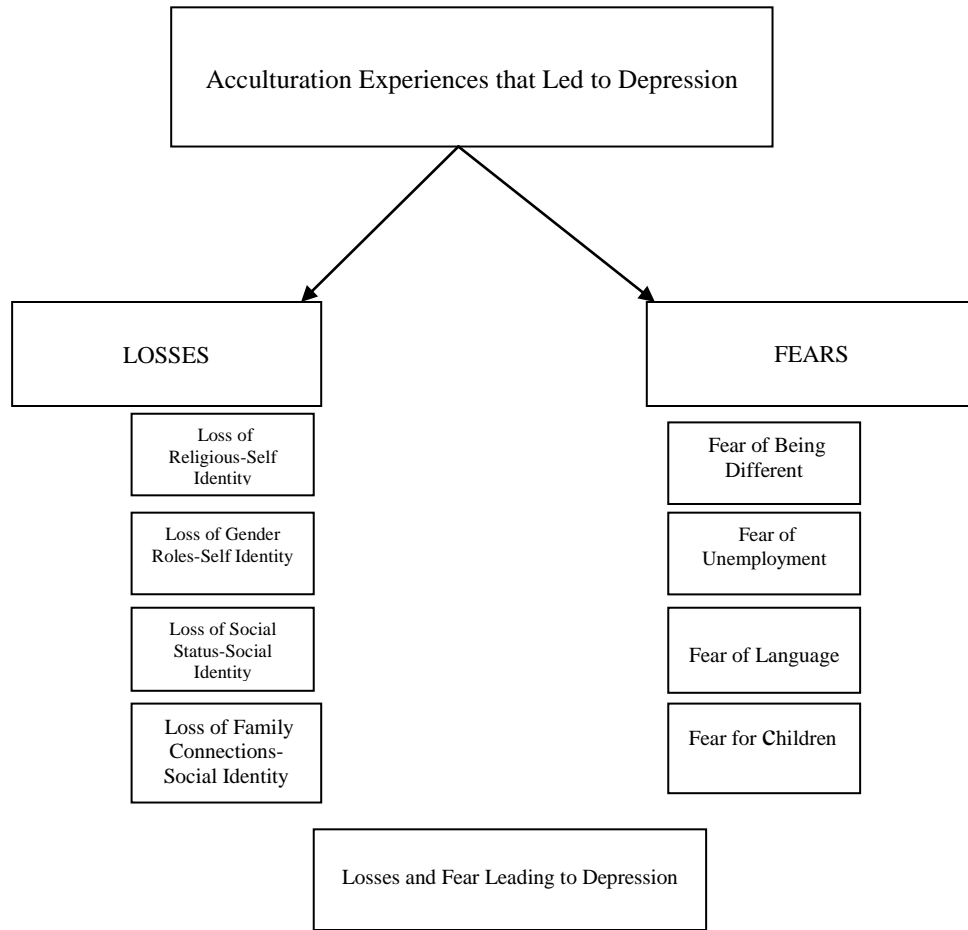 Acculturation Experiences that Led to Depression
LOSSES
Loss of
Religious-Self
Identity
Loss of Gender
Roles-Self Identity
Loss of Social
Status-Social
Identity
Loss of Family
Connections-
Social Identity
FEARS
Fear of Being
Different
Fear of
Unemployment
Fear of Language
Fear for Children
Losses and Fear Leading to Depression